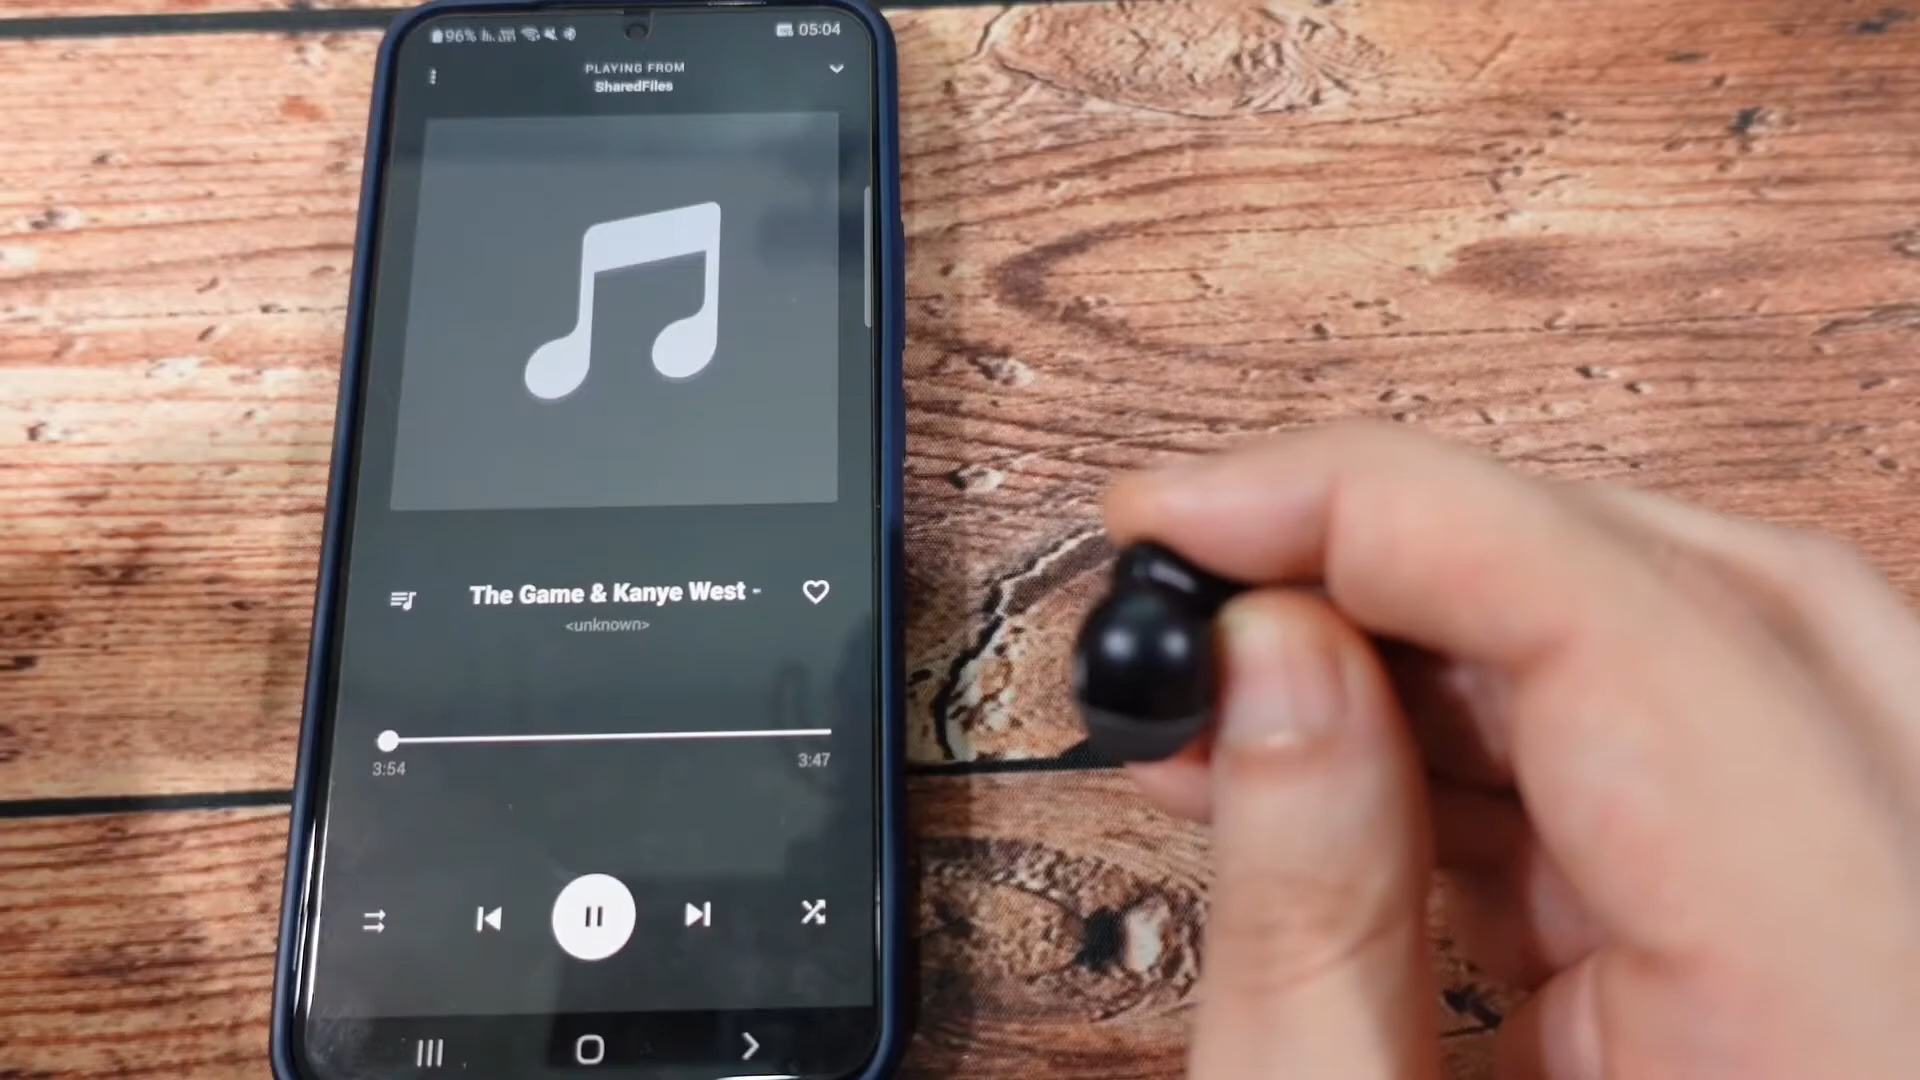 96%
05:04
PLAYING FROM
SharedFiles
The Game & Kanye West -
<unknown>
3:54
3:47